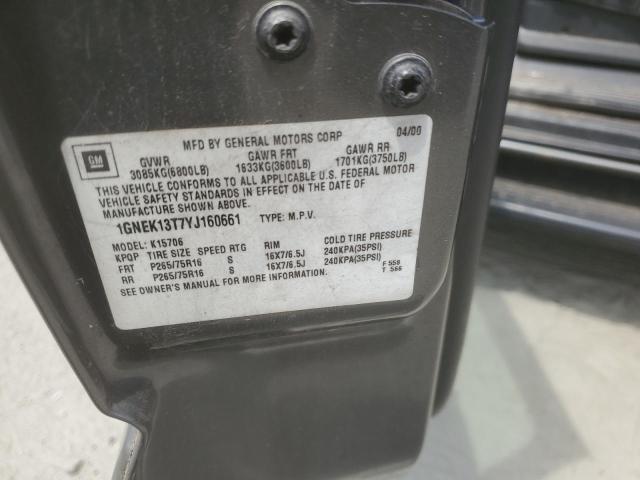 MFD BY GENERAL MOTORS CORP 04/00
GM
GVWR GAWR FRT GAWR RR
3085KG(6800LB) 1633KG(3600LB) 1701KG(3750LB)
THIS VEHICLE CONFORMS TO ALL APPLICABLE U.S. FEDERAL MOTOR
VEHICLE SAFETY STANDARDS IN EFFECT ON THE DATE OF
MANUFACTURE SHOWN ABOVE.
1GNEK13T7YJ160661 TYPE: M.P.V.
MODEL: K15706
KPQP TIRE SIZE SPEED RTG RIM COLD TIRE PRESSURE
FRT P265/75R16 S 16X7/6.5J 240KPA(35PSI)
RR P265/75R16 S 16X7/6.5J 240KPA(35PSI)
SEE OWNER'S MANUAL FOR MORE INFORMATION.
F 558
T 566